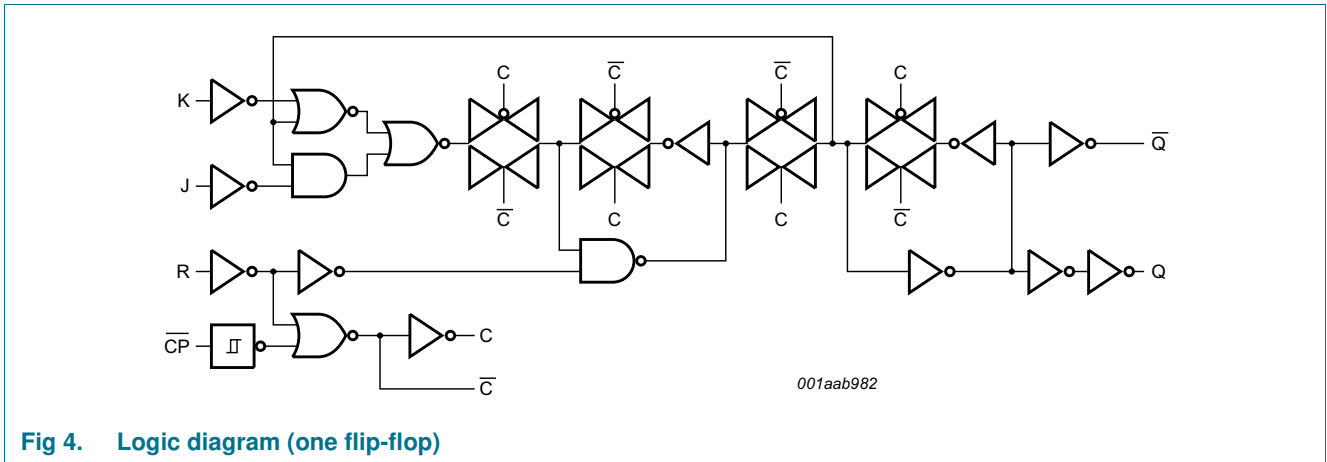 C
C̅
C̅
C
K
Q̅
J
C̅
C
C
C̅
R
Q
C̅P̅
C
001aab982
C̅
Fig 4. Logic diagram (one flip-flop)